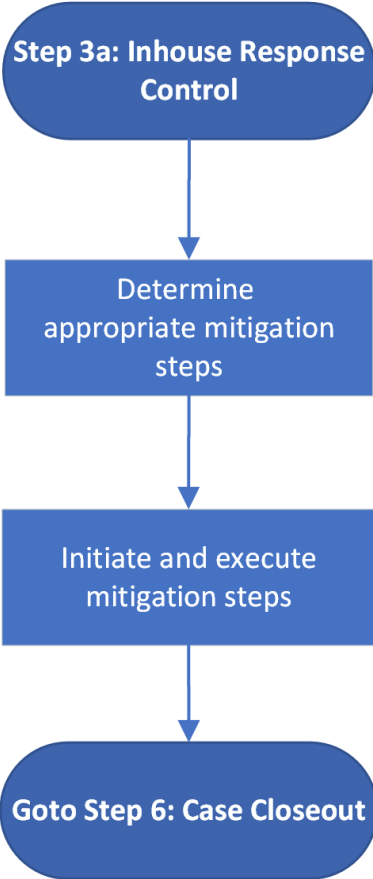 Step 3a: Inhouse Response
Control
Determine
appropriate mitigation
steps
Initiate and execute
mitigation steps
Goto Step 6: Case Closeout